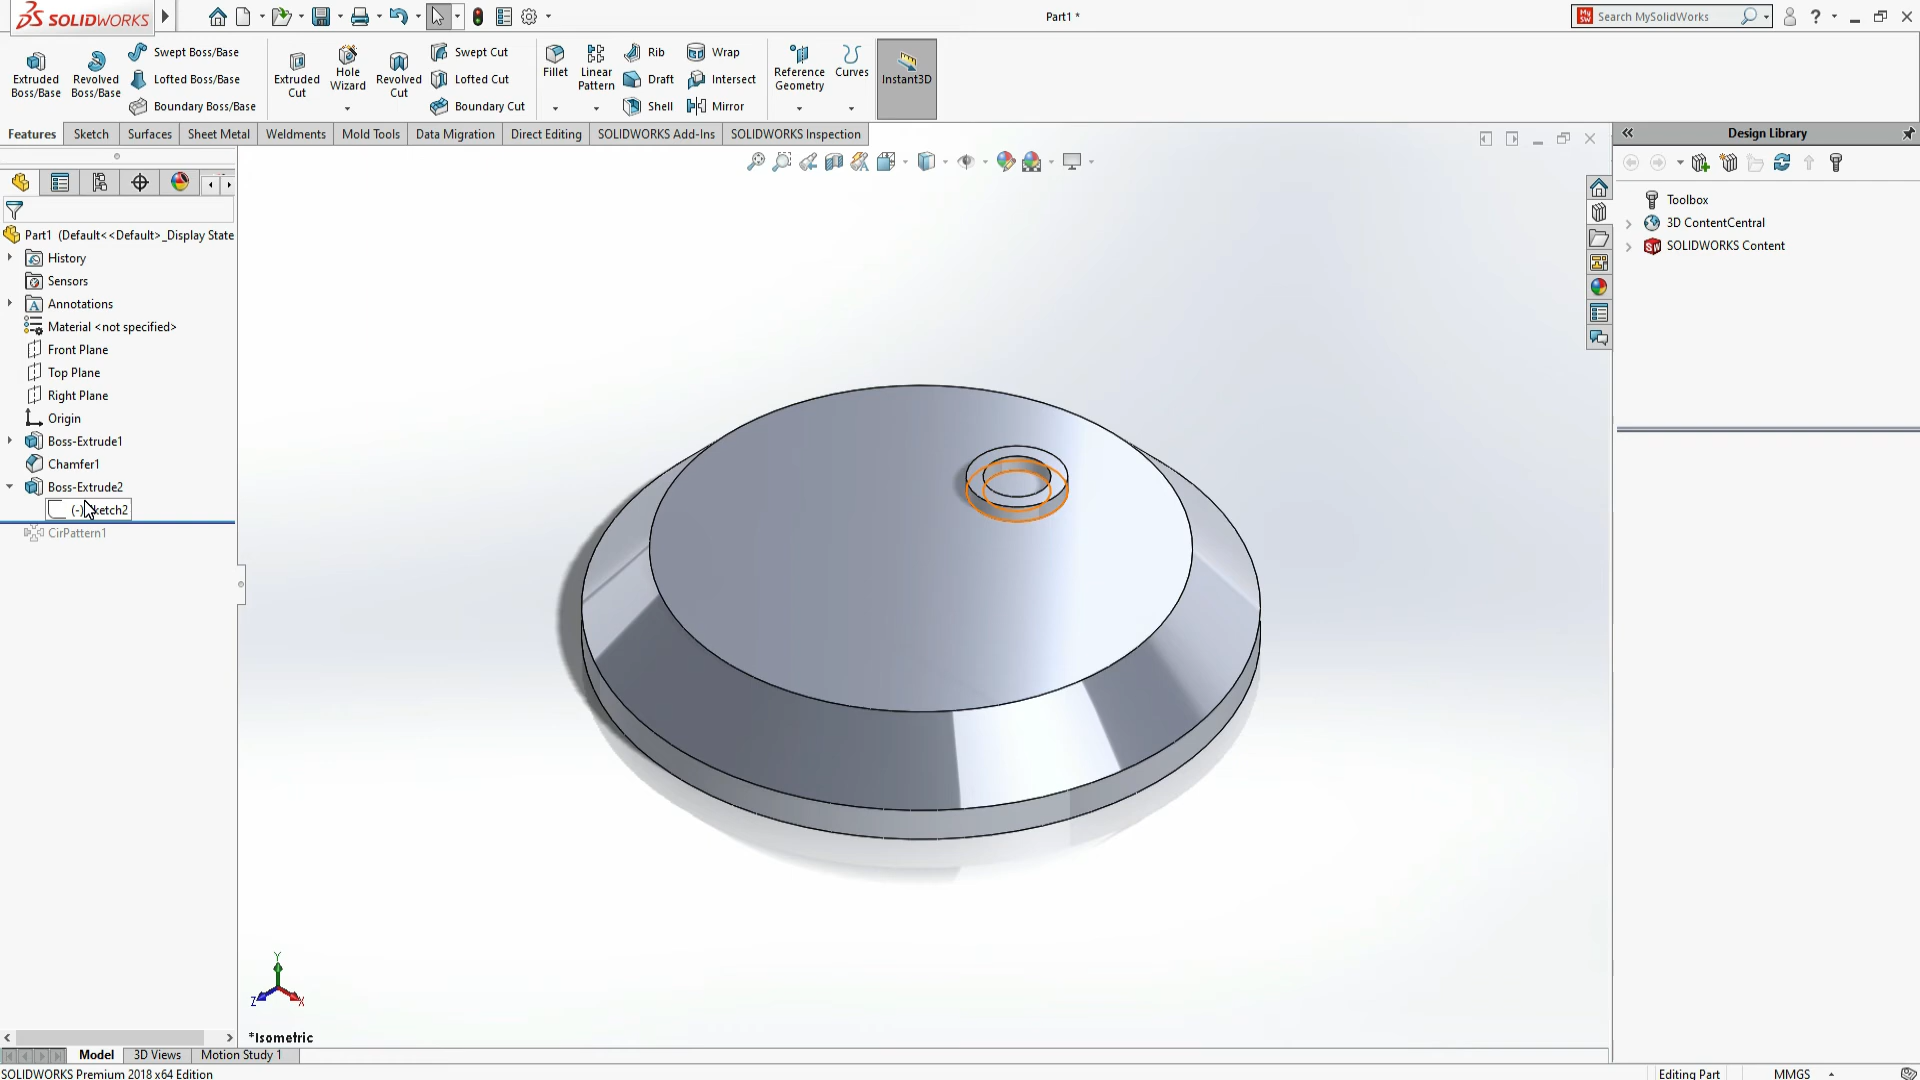 SOLIDWORKS
Part1 *
Search MySolidWorks
Extruded Boss/Base
Revolved Boss/Base
Swept Boss/Base
Lofted Boss/Base
Boundary Boss/Base
Extruded Cut
Hole Wizard
Revolved Cut
Swept Cut
Lofted Cut
Boundary Cut
Fillet
Linear Pattern
Rib
Draft
Shell
Wrap
Intersect
Mirror
Reference Geometry
Curves
Instant3D
Features
Sketch
Surfaces
Sheet Metal
Weldments
Mold Tools
Data Migration
Direct Editing
SOLIDWORKS Add-Ins
SOLIDWORKS Inspection
Design Library
Toolbox
3D ContentCentral
SOLIDWORKS Content
Part1 (Default<<Default>_Display State
History
Sensors
Annotations
Material <not specified>
Front Plane
Top Plane
Right Plane
Origin
Boss-Extrude1
Chamfer1
Boss-Extrude2
(-) ketch2
CirPattern1
Y
Z
X
*Isometric
Model
3D Views
Motion Study 1
SOLIDWORKS Premium 2018 x64 Edition
Editing Part
MMGS